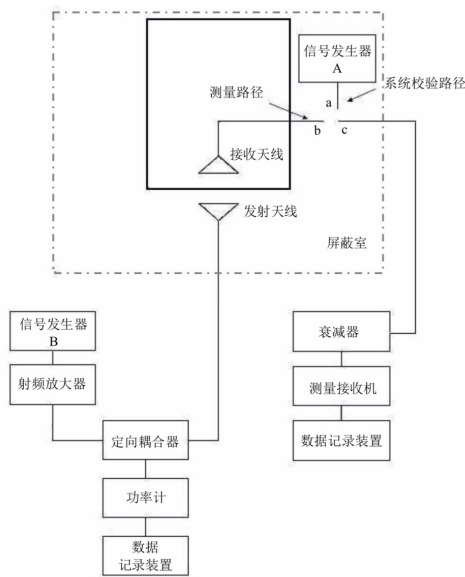 信号发生器
A
系统校验路径
a
测量路径
b
c
接收天线
发射天线
屏蔽室
信号发生器
B
射频放大器
衰减器
测量接收机
数据记录装置
定向耦合器
功率计
数据
记录装置